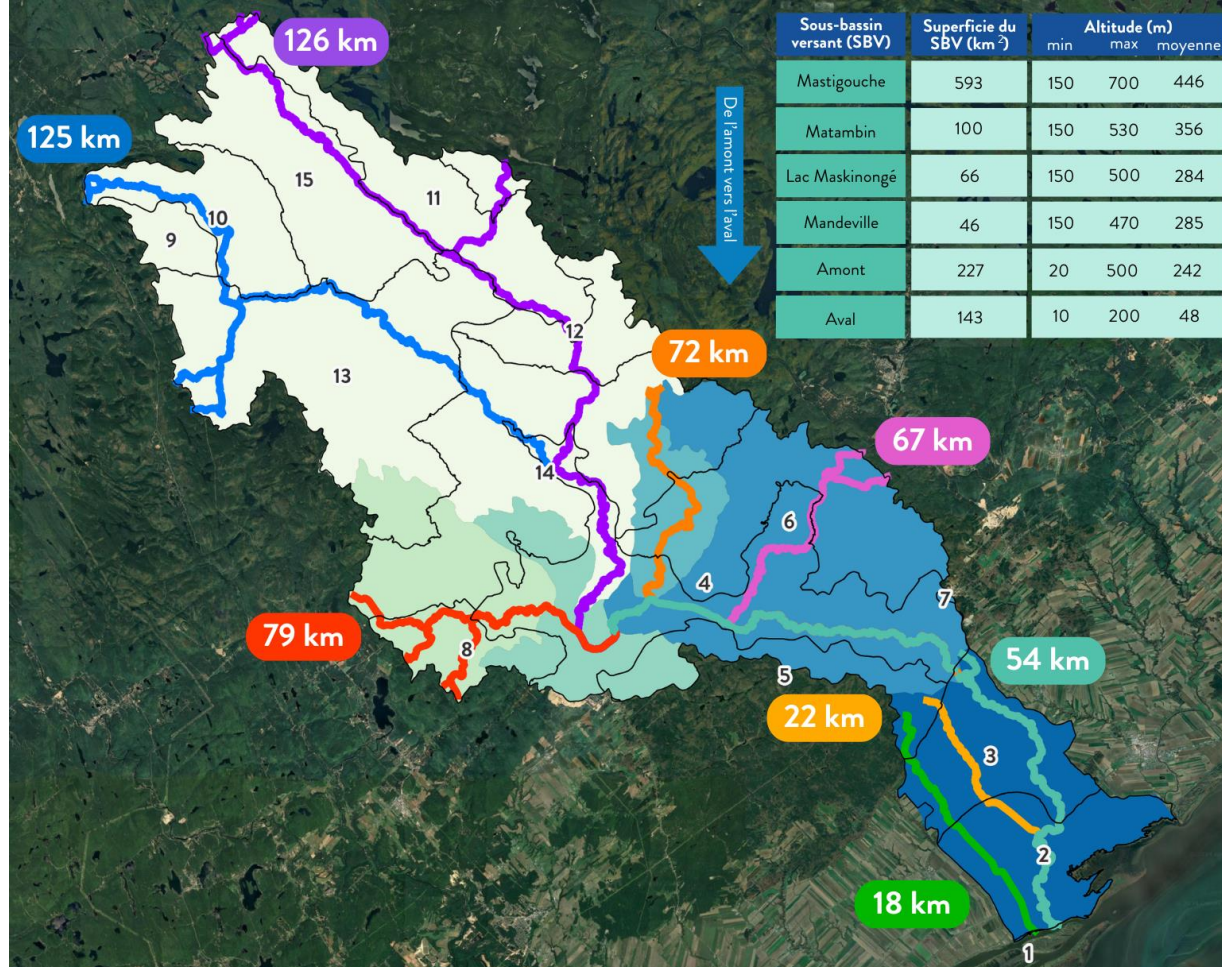 Sous-bassin versant (SBV) Superficie du SBV (km²) Altitude (m)
min max moyenne
Mastigouche 593 150 700 446
Matambin 100 150 530 356
Lac Maskinongé 66 150 500 284
Mandeville 46 150 470 285
Amont 227 20 500 242
Aval 143 10 200 48
De l'amont vers l'aval
126 km
125 km
15
11
10
9
12
13
72 km
67 km
14
6
4
7
79 km
8
5
54 km
22 km
3
2
18 km
1